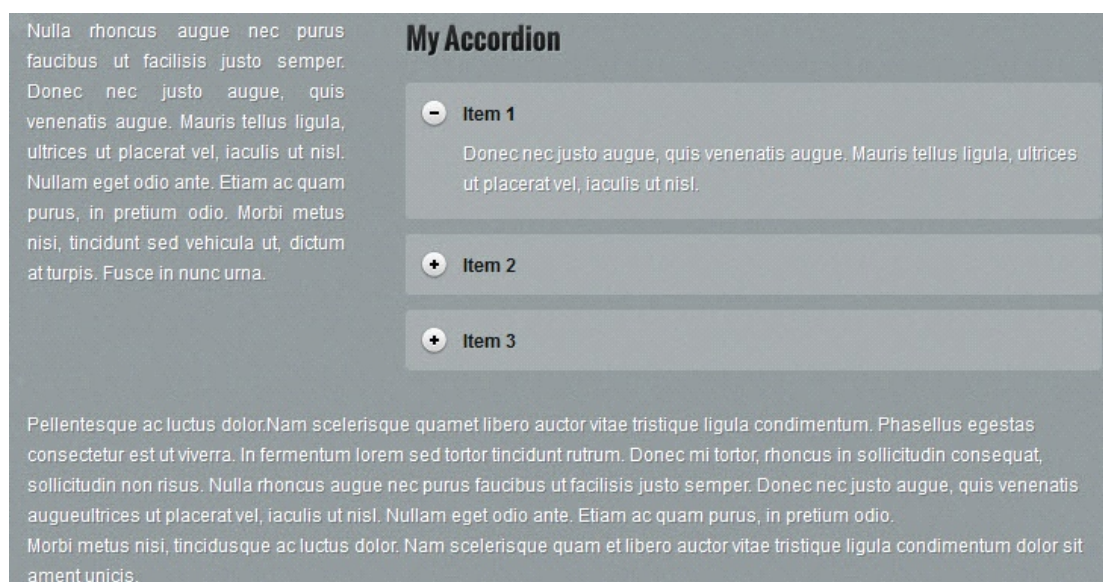 Nulla rhoncus augue nec purus
faucibus ut facilisis justo semper.
Donec nec justo augue, quis
venenatis augue. Mauris tellus ligula,
ultrices ut placerat vel, iaculis ut nisl.
Nullam eget odio ante. Etiam ac quam
purus, in pretium odio. Morbi metus
nisi, tincidunt sed vehicula ut, dictum
at turpis. Fusce in nunc urna.
My Accordion
Item 1
Donec nec justo augue, quis venenatis augue. Mauris tellus ligula, ultrices
ut placerat vel, iaculis ut nisl.
Item 2
Item 3
Pellentesque ac luctus dolor.Nam scelerisque quamet libero auctor vitae tristique ligula condimentum. Phasellus egestas
consectetur est ut viverra. In fermentum lorem sed tortor tincidunt rutrum. Donec mi tortor, rhoncus in sollicitudin consequat,
sollicitudin non risus. Nulla rhoncus augue nec purus faucibus ut facilisis justo semper. Donec nec justo augue, quis venenatis
augueultrices ut placerat vel, iaculis ut nisl. Nullam eget odio ante. Etiam ac quam purus, in pretium odio.
Morbi metus nisi, tincidusque ac luctus dolor. Nam scelerisque quam et libero auctor vitae tristique ligula condimentum dolor sit
ament unicis.